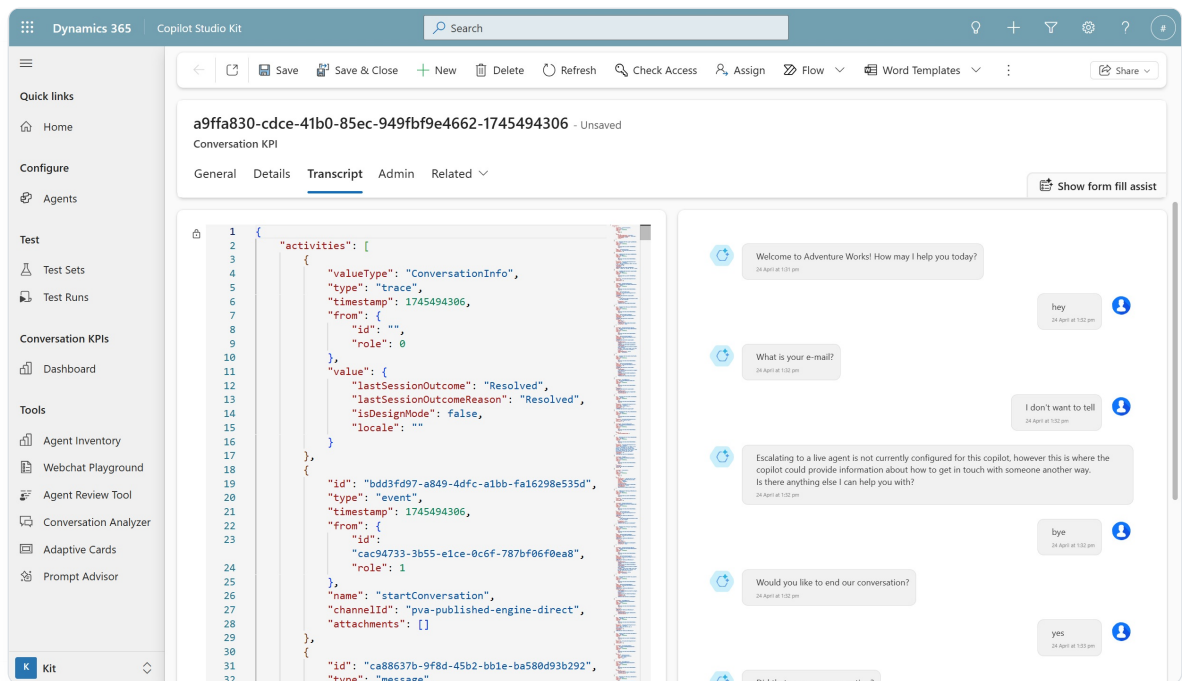 Dynamics 365
Copilot Studio Kit
Search
?
#
Save
Save & Close
New
Delete
Refresh
Check Access
Assign
Flow
Word Templates
Share
Quick links
Home
Configure
Agents
Test
Test Sets
Test Runs
Conversation KPIs
Dashboard
Tools
Agent Inventory
Webchat Playground
Agent Review Tool
Conversation Analyzer
Adaptive Cards
Prompt Advisor
K
Kit
a9ffa830-cdce-41b0-85ec-949fbf9e4662-1745494306 - Unsaved
Conversation KPI
General
Details
Transcript
Admin
Related
Show form fill assist
1 {
2 "activities": [
3 {
4 "valueType": "ConversationInfo",
5 "type": "trace",
6 "timestamp": 1745494306,
7 "from": {
8 "id": "",
9 "role": 0
10 },
11 "value": {
12 "lastSessionOutcome": "Resolved",
13 "lastSessionOutcomeReason": "Resolved",
14 "isDesignMode": false,
15 "locale": ""
16 }
17 },
18 {
19 "id": "bdd3fd97-a849-4dfc-a1bb-fa16298e535d",
20 "type": "event",
21 "timestamp": 1745494306,
22 "from": {
23 "id":
"cac94733-3b55-e1ce-0c6f-787bf06f0ea8",
24 "role": 1
25 },
26 "name": "startConversation",
27 "channelId": "pva-published-engine-direct",
28 "attachments": []
29 },
30 {
31 "id": "ca88637b-9f8d-45b2-bb1e-ba580d93b292",
32 "type": "message"
Welcome to Adventure Works! How may I help you today?
24 April at 1:31 pm
hey
24 April at 1:32 pm
What is your e-mail?
24 April at 1:32 pm
I don't want to tell
24 April at 1:32 pm
Escalating to a live agent is not currently configured for this copilot, however this is where the
copilot could provide information about how to get in touch with someone another way.
Is there anything else I can help you with?
24 April at 1:32 pm
bye
24 April at 1:32 pm
Would you like to end our conversation?
24 April at 1:32 pm
yes
24 April at 1:33 pm